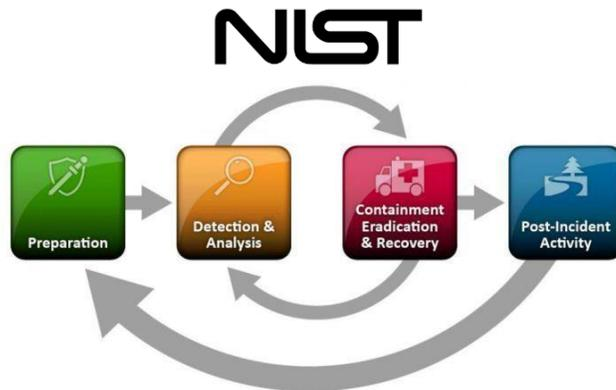 NIST
Preparation
Detection &
Analysis
Containment
Eradication
& Recovery
Post-Incident
Activity